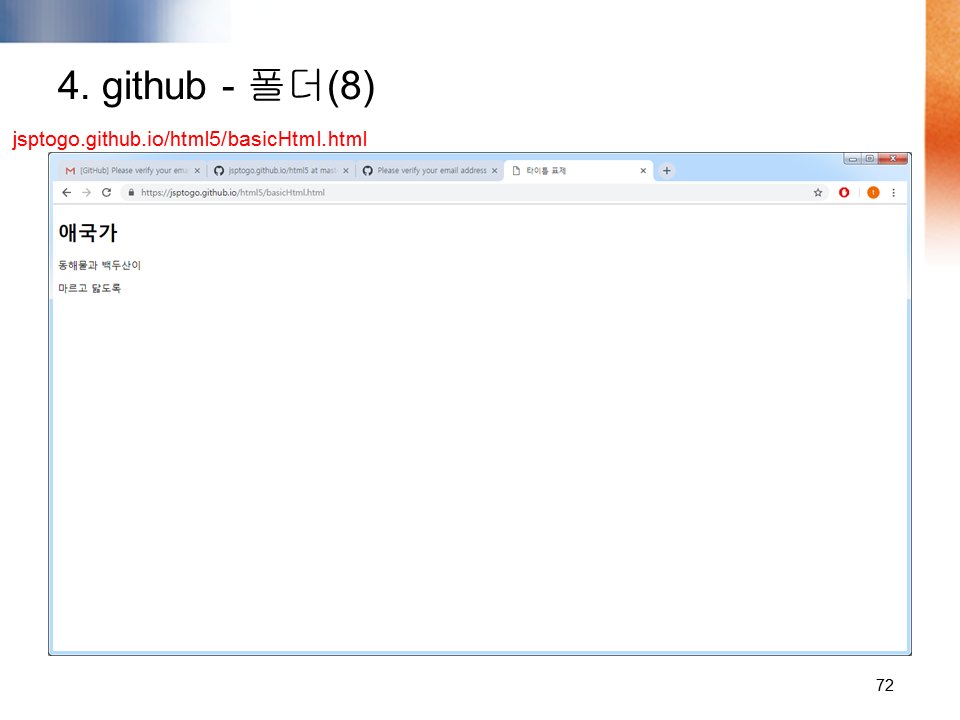 4. github - 폴더(8)
jsptogo.github.io/html5/basicHtml.html
[GitHub] Please verify your ema
jsptogo.github.io/html5 at mast
Please verify your email address
타이틀 표제
https://jsptogo.github.io/html5/basicHtml.html
애국가
동해물과 백두산이
마르고 닳도록
72